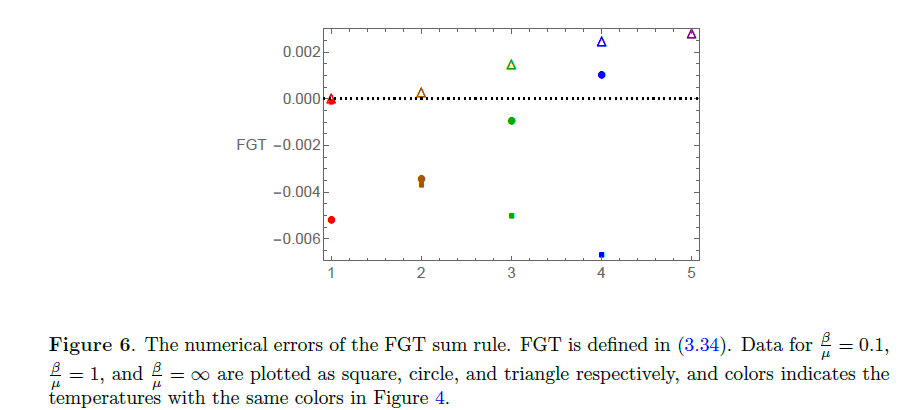 0.002
0.000
FGT −0.002
−0.004
−0.006
1 2 3 4 5
Figure 6. The numerical errors of the FGT sum rule. FGT is defined in (3.34). Data for β/μ = 0.1,
β/μ = 1, and β/μ = ∞ are plotted as square, circle, and triangle respectively, and colors indicates the
temperatures with the same colors in Figure 4.